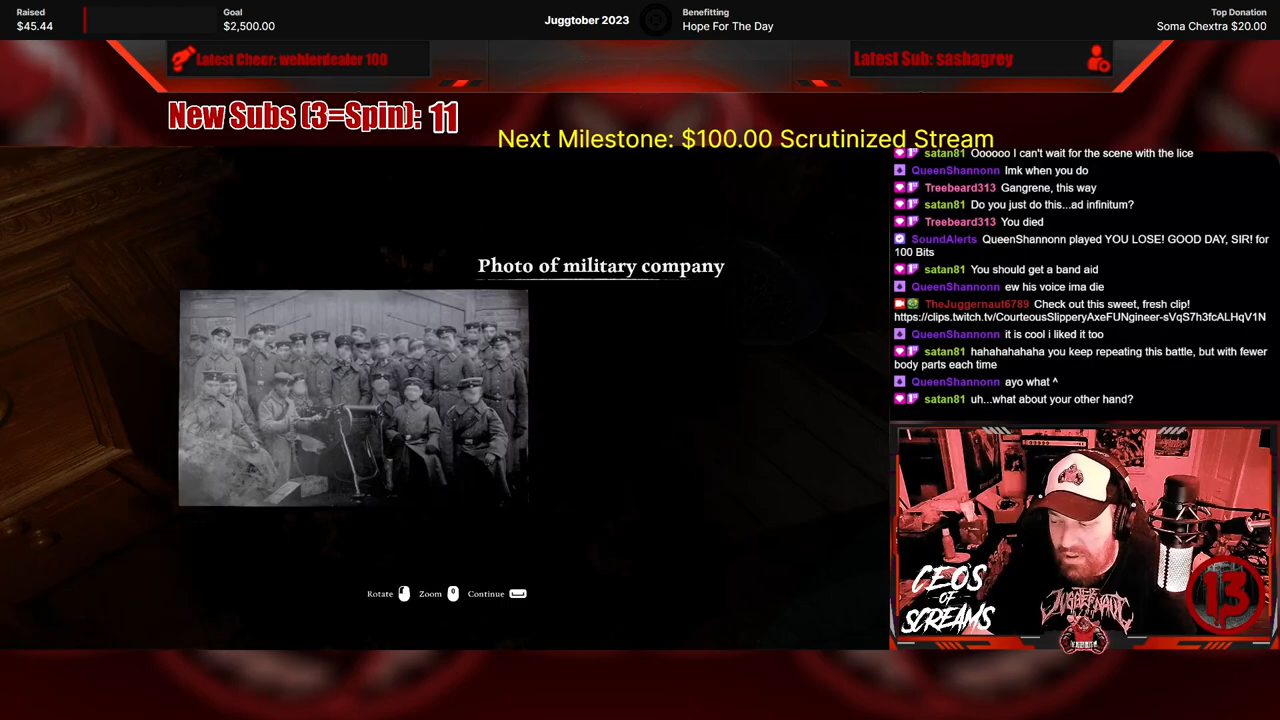 Raised
$45.44
Goal
$2,500.00
Juggtober 2023
Benefitting
Hope For The Day
Top Donation
Soma Chextra $20.00
Latest Cheer: wehlerdealer 100
Latest Sub: sashagrey
New Subs (3=Spin): 11
Next Milestone: $100.00 Scrutinized Stream
satan81 Oooooo I can't wait for the scene with the lice
QueenShannonn lmk when you do
Treebeard313 Gangrene, this way
satan81 Do you just do this...ad infinitum?
Treebeard313 You died
SoundAlerts QueenShannonn played YOU LOSE! GOOD DAY, SIR! for
100 Bits
satan81 You should get a band aid
QueenShannonn ew his voice ima die
TheJuggernaut6789 Check out this sweet, fresh clip!
https://clips.twitch.tv/CourteousSlipperyAxeFUNgineer-sVqS7h3fcALHqV1N
QueenShannonn it is cool i liked it too
satan81 hahahahahaha you keep repeating this battle, but with fewer
body parts each time
QueenShannonn ayo what ^
satan81 uh...what about your other hand?
Photo of military company
Rotate
Zoom
Continue
CEOS
OF
SCREAMS
JUGGERNAUT
13